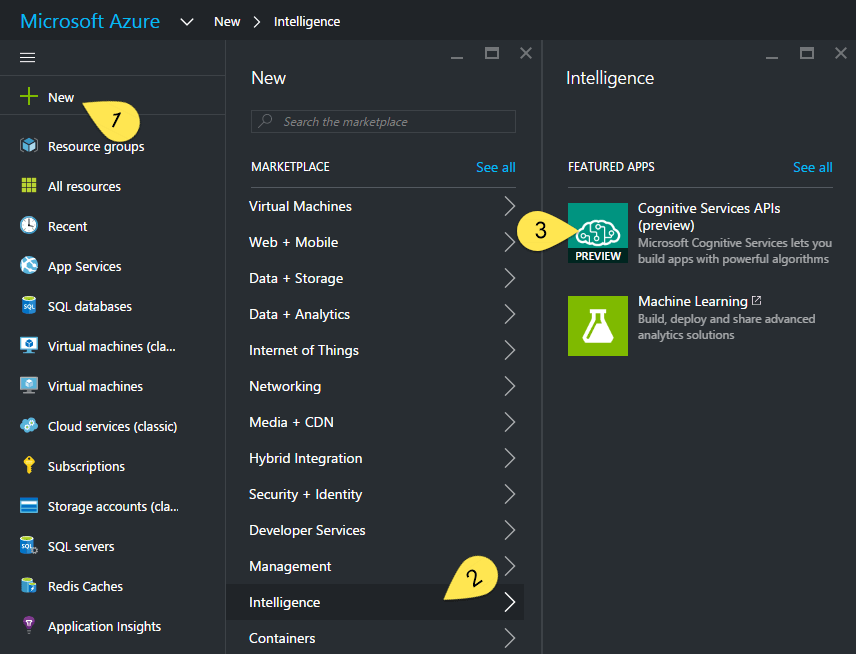 Microsoft Azure New Intelligence
New
1
Resource groups
All resources
Recent
App Services
SQL databases
Virtual machines (cla...
Virtual machines
Cloud services (classic)
Subscriptions
Storage accounts (cla...
SQL servers
Redis Caches
Application Insights
New
Search the marketplace
MARKETPLACE See all
Virtual Machines
Web + Mobile
Data + Storage
Data + Analytics
Internet of Things
Networking
Media + CDN
Hybrid Integration
Security + Identity
Developer Services
Management
2
Intelligence
Containers
Intelligence
FEATURED APPS See all
3
PREVIEW
Cognitive Services APIs
(preview)
Microsoft Cognitive Services lets you
build apps with powerful algorithms
Machine Learning
Build, deploy and share advanced
analytics solutions